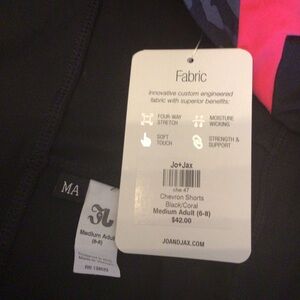 Fabric
Innovative custom engineered
fabric with superior benefits:
FOUR-WAY
STRETCH
MOISTURE
WICKING
SOFT
TOUCH
STRENGTH &
SUPPORT
Jo+Jax
Chevron Shorts
Black/Coral
Medium Adult (6-8)
$42.00
JOANDJAX.COM
MA
Medium Adult
(6-8)